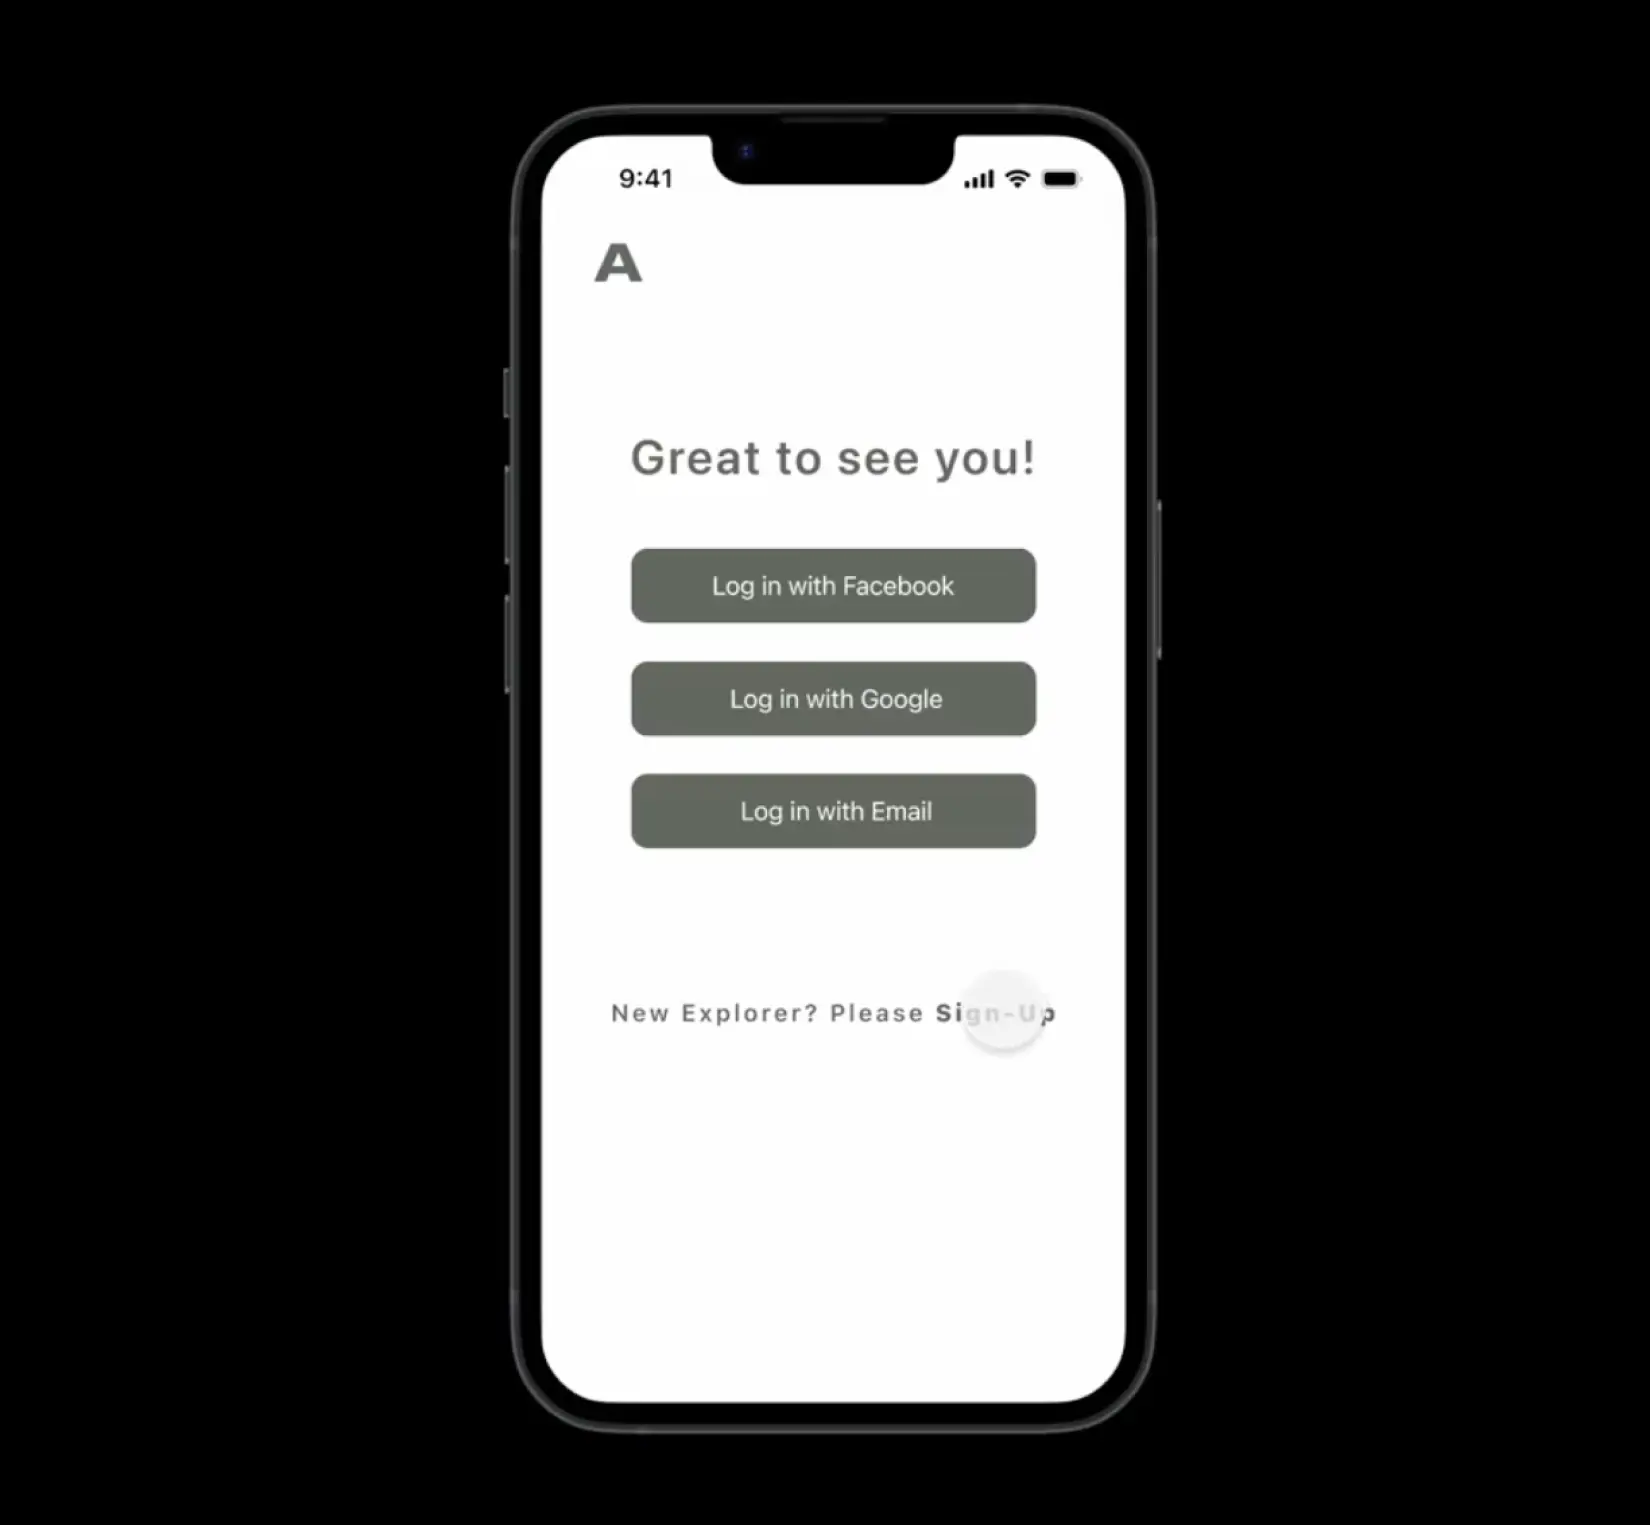 9:41
A
Great to see you!
Log in with Facebook
Log in with Google
Log in with Email
New Explorer? Please Sign-Up